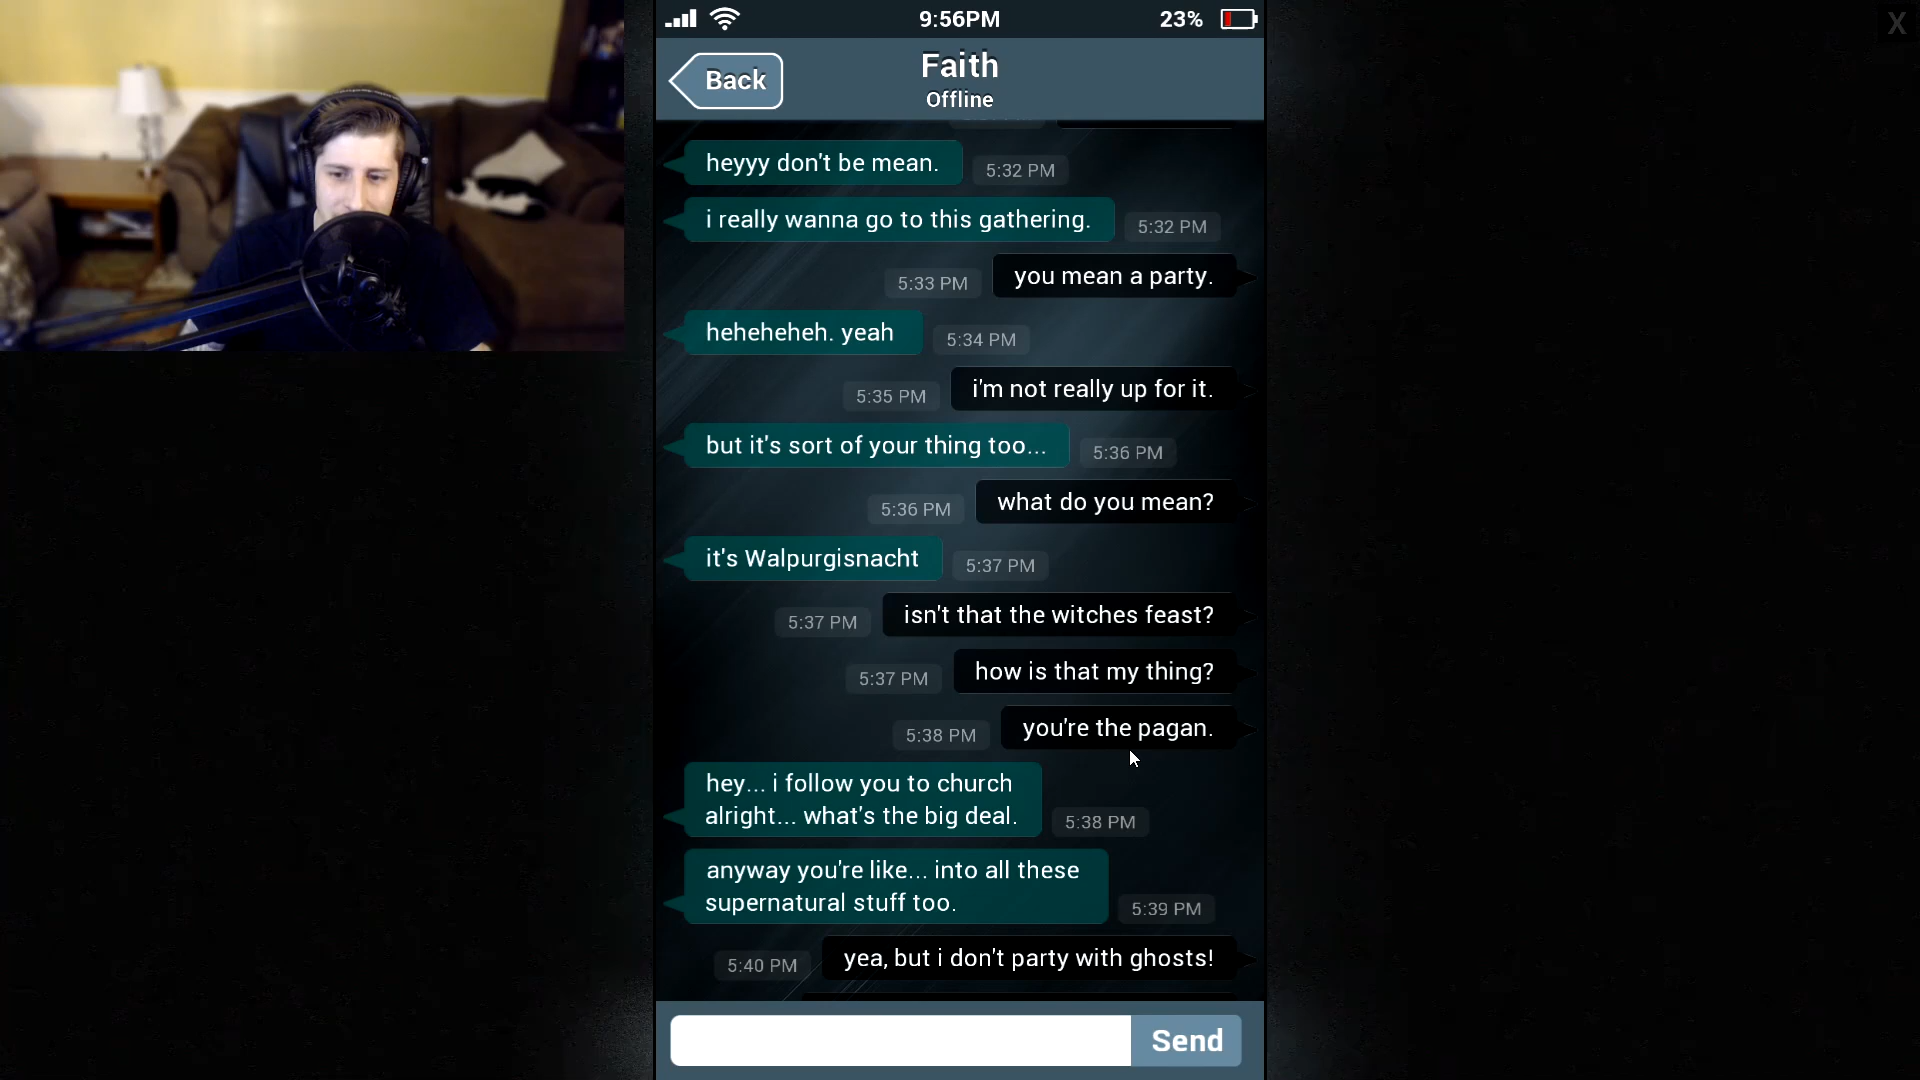 9:56PM
23%
X
Back
Faith
Offline
heyyy don't be mean.
5:32 PM
i really wanna go to this gathering.
5:32 PM
5:33 PM
you mean a party.
heheheheh. yeah
5:34 PM
5:35 PM
i'm not really up for it.
but it's sort of your thing too...
5:36 PM
5:36 PM
what do you mean?
it's Walpurgisnacht
5:37 PM
5:37 PM
isn't that the witches feast?
5:37 PM
how is that my thing?
5:38 PM
you're the pagan.
hey... i follow you to church
alright... what's the big deal.
5:38 PM
anyway you're like... into all these
supernatural stuff too.
5:39 PM
5:40 PM
yea, but i don't party with ghosts!
Send